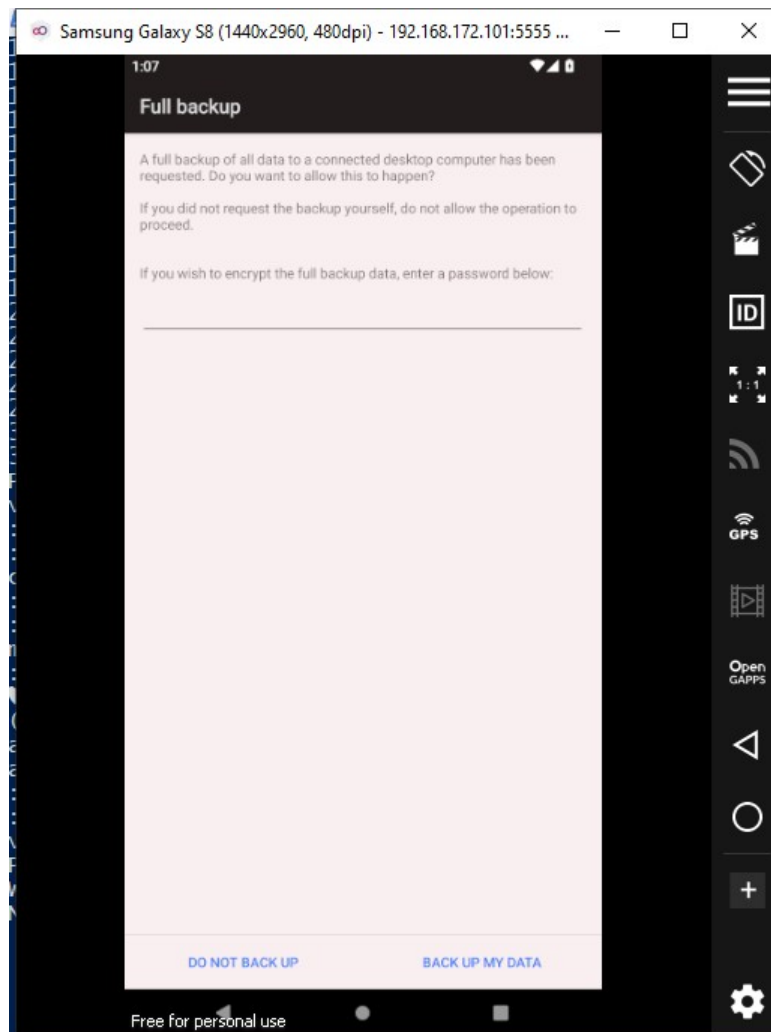 Samsung Galaxy S8 (1440x2960, 480dpi) - 192.168.172.101:5555 ...
1:07
Full backup
A full backup of all data to a connected desktop computer has been
requested. Do you want to allow this to happen?
If you did not request the backup yourself, do not allow the operation to
proceed.
If you wish to encrypt the full backup data, enter a password below:
ID
1:1
GPS
Open
GAPPS
DO NOT BACK UP
BACK UP MY DATA
Free for personal use